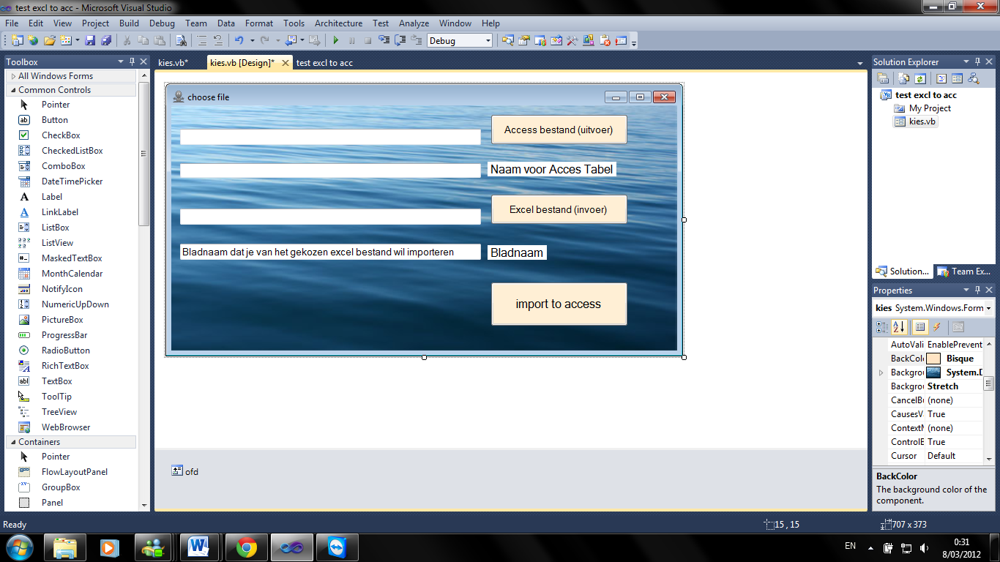 test excl to acc - Microsoft Visual Studio
File Edit View Project Build Debug Team Data Format Tools Architecture Test Analyze Window Help
Debug
Toolbox
All Windows Forms
Common Controls
Pointer
Button
CheckBox
CheckedListBox
ComboBox
DateTimePicker
Label
LinkLabel
ListBox
ListView
MaskedTextBox
MonthCalendar
NotifyIcon
NumericUpDown
PictureBox
ProgressBar
RadioButton
RichTextBox
TextBox
ToolTip
TreeView
WebBrowser
Containers
Pointer
FlowLayoutPanel
GroupBox
Panel
kies.vb* kies.vb [Design]* test excl to acc
choose file
Access bestand (uitvoer)
Naam voor Acces Tabel
Excel bestand (invoer)
Bladnaam dat je van het gekozen excel bestand wil importeren Bladnaam
import to access
ofd
Solution Explorer
test excl to acc
My Project
kies.vb
Solution... Team Ex...
Properties
kies System.Windows.Form
AutoVali EnablePrevent
BackColo Bisque
Backgrou System.D
Backgrou Stretch
CancelBu (none)
CausesVa True
ContextM (none)
ControlB True
Cursor Default
BackColor
The background color of the
component.
Ready 15 , 15 707 x 373
EN 0:31
8/03/2012